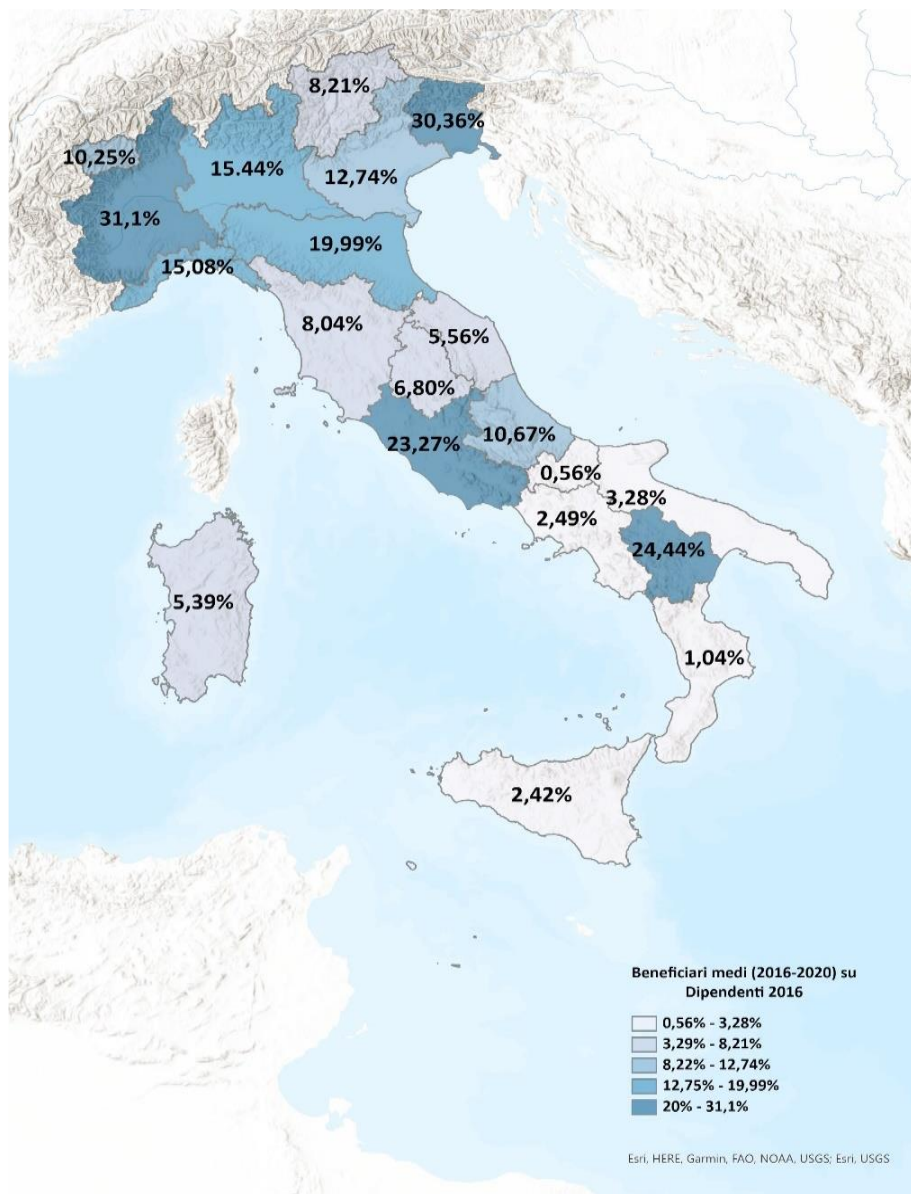 8,21%
30,36%
10,25%
15.44%
12,74%
31,1%
19,99%
15,08%
8,04%
5,56%
6,80%
23,27%
10,67%
0,56%
3,28%
2,49%
24,44%
5,39%
1,04%
2,42%
Beneficiari medi (2016-2020) su
Dipendenti 2016
0,56% - 3,28%
3,29% - 8,21%
8,22% - 12,74%
12,75% - 19,99%
20% - 31,1%
Esri, HERE, Garmin, FAO, NOAA, USGS; Esri, USGS